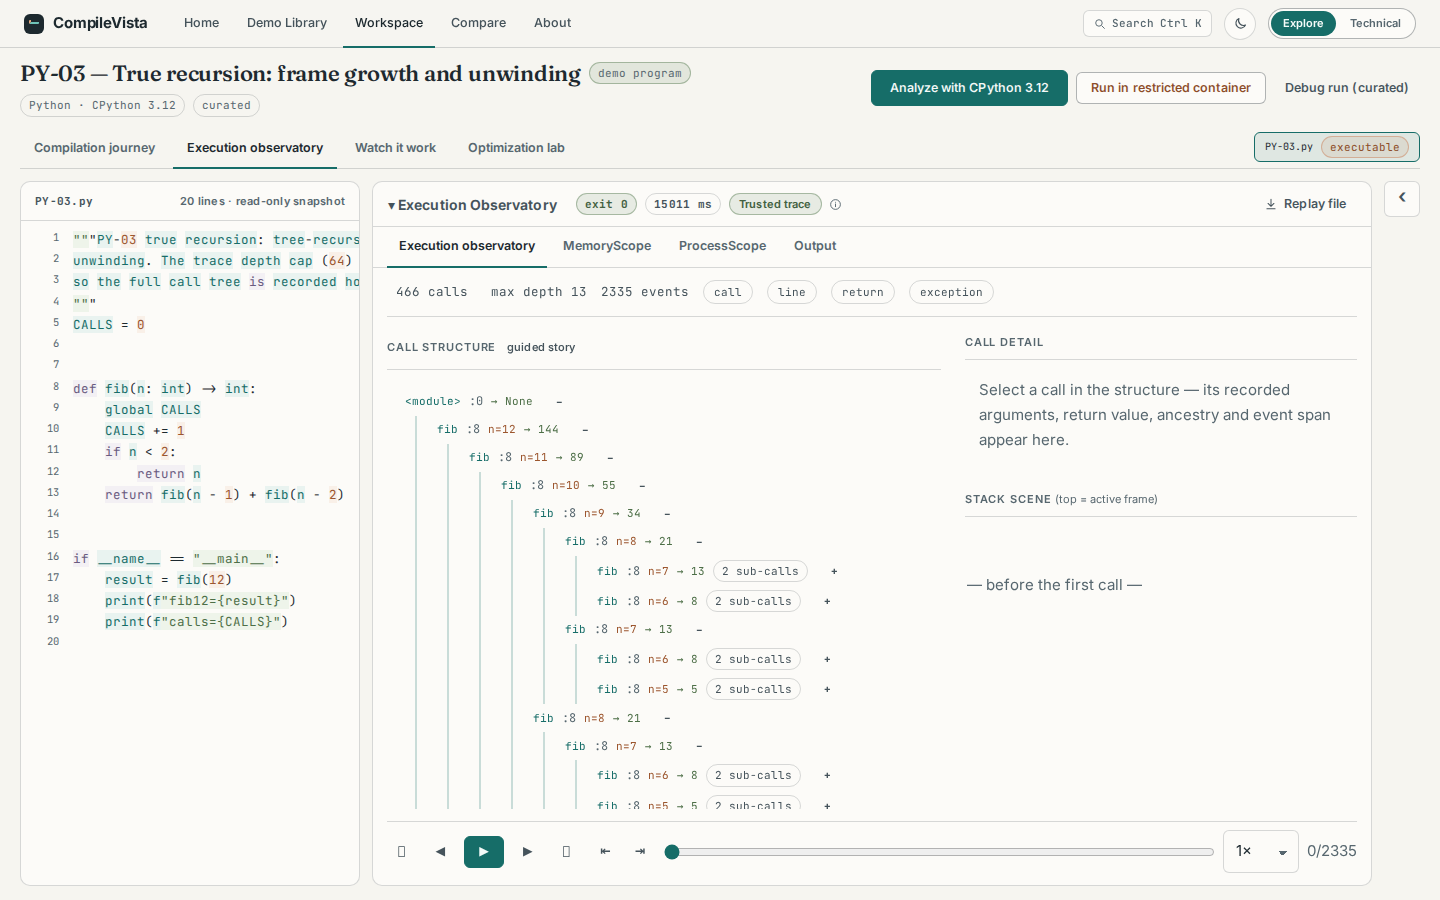 CompileVista Home Demo Library Workspace Compare About Search Ctrl K Explore Technical
PY-03 — True recursion: frame growth and unwinding demo program
Python · CPython 3.12 curated
Analyze with CPython 3.12 Run in restricted container Debug run (curated)
Compilation journey Execution observatory Watch it work Optimization lab PY-03.py executable
PY-03.py 20 lines · read-only snapshot
1 """PY-03 true recursion: tree-recurs
2 unwinding. The trace depth cap (64)
3 so the full call tree is recorded ho
4 """
5 CALLS = 0
6
7
8 def fib(n: int) -> int:
9 global CALLS
10 CALLS += 1
11 if n < 2:
12 return n
13 return fib(n - 1) + fib(n - 2)
14
15
16 if __name__ == "__main__":
17 result = fib(12)
18 print(f"fib12={result}")
19 print(f"calls={CALLS}")
20
▾ Execution Observatory exit 0 15011 ms Trusted trace Replay file
Execution observatory MemoryScope ProcessScope Output
466 calls max depth 13 2335 events call line return exception
CALL STRUCTURE guided story
<module> :0 → None –
fib :8 n=12 → 144 –
fib :8 n=11 → 89 –
fib :8 n=10 → 55 –
fib :8 n=9 → 34 –
fib :8 n=8 → 21 –
fib :8 n=7 → 13 2 sub-calls +
fib :8 n=6 → 8 2 sub-calls +
fib :8 n=7 → 13 –
fib :8 n=6 → 8 2 sub-calls +
fib :8 n=5 → 5 2 sub-calls +
fib :8 n=8 → 21 –
fib :8 n=7 → 13 –
fib :8 n=6 → 8 2 sub-calls +
fib :8 n=5 → 5 2 sub-calls +
CALL DETAIL
Select a call in the structure — its recorded
arguments, return value, ancestry and event span
appear here.
STACK SCENE (top = active frame)
— before the first call —
1× 0/2335